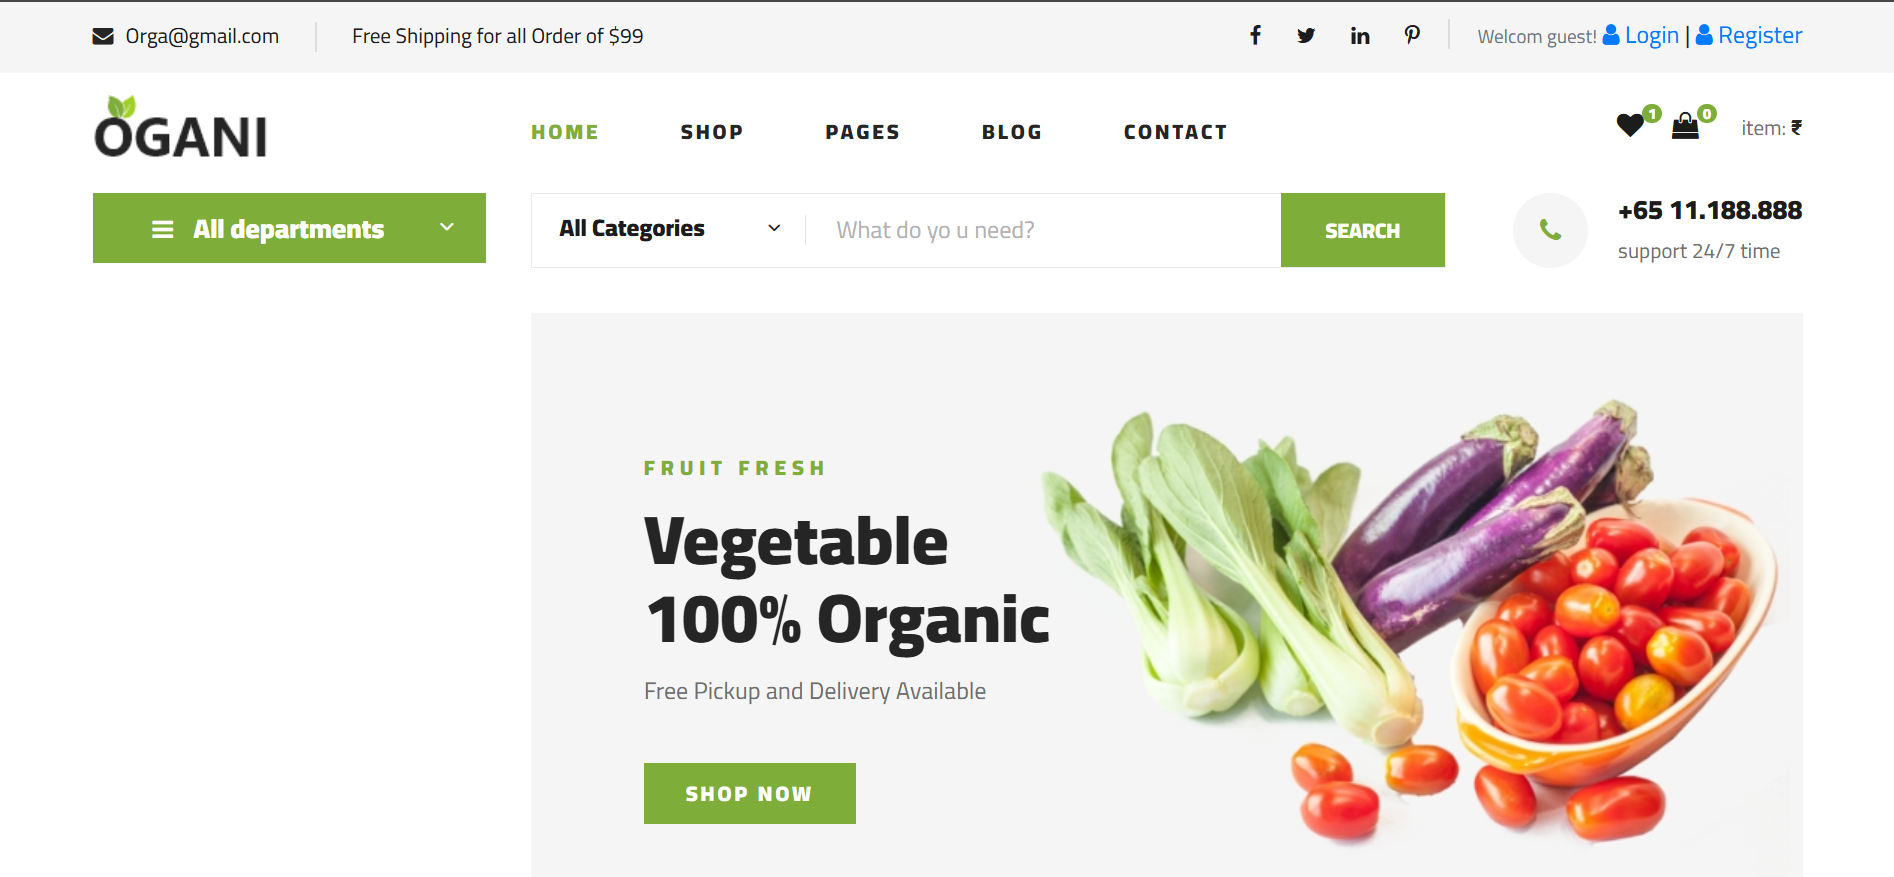 Orga@gmail.com
Free Shipping for all Order of $99
Welcom guest! Login | Register
OGANI
HOME SHOP PAGES BLOG CONTACT
1
0
item: ₹
All departments
All Categories
What do yo u need?
SEARCH
+65 11.188.888
support 24/7 time
FRUIT FRESH
Vegetable
100% Organic
Free Pickup and Delivery Available
SHOP NOW